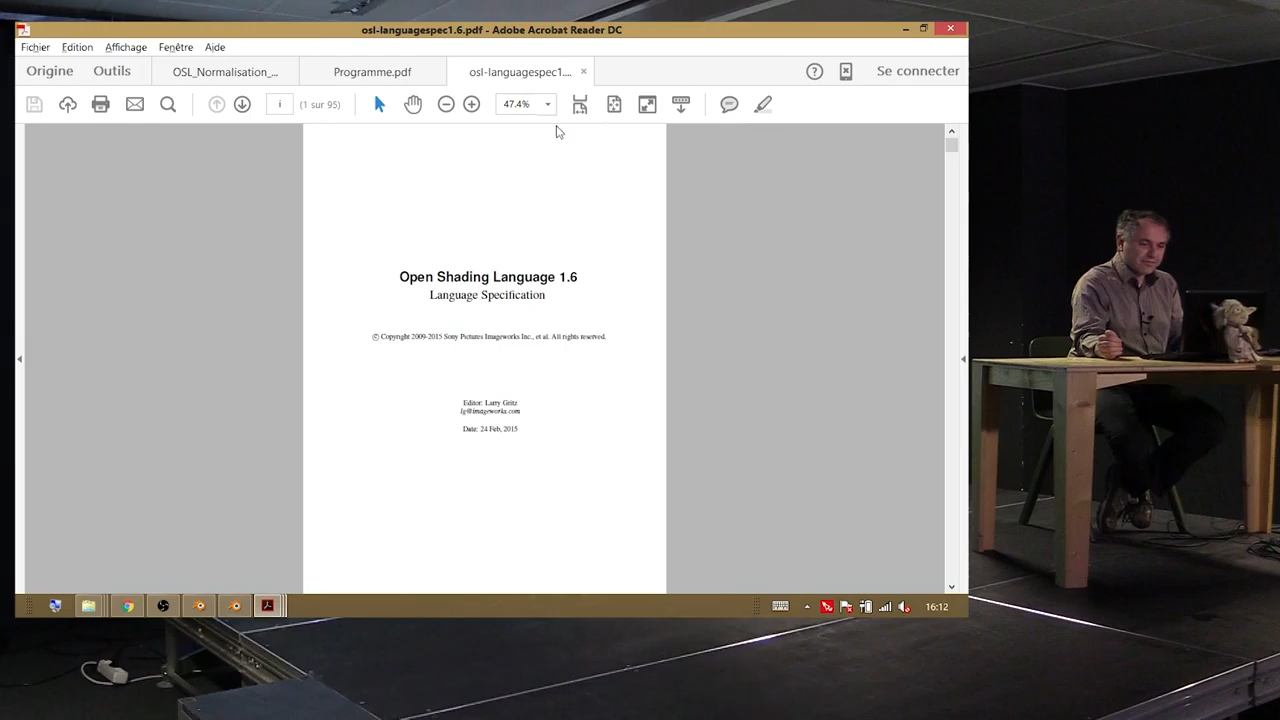 osl-languagespec1.6.pdf - Adobe Acrobat Reader DC
Fichier Edition Affichage Fenêtre Aide
Origine Outils OSL_Normalisation_... Programme.pdf osl-languagespec1.... × Se connecter
i (1 sur 95) 47.4%
Open Shading Language 1.6
Language Specification
© Copyright 2009-2015 Sony Pictures Imageworks Inc., et al. All rights reserved.
Editor: Larry Gritz
lg@imageworks.com
Date: 24 Feb, 2015
16:12